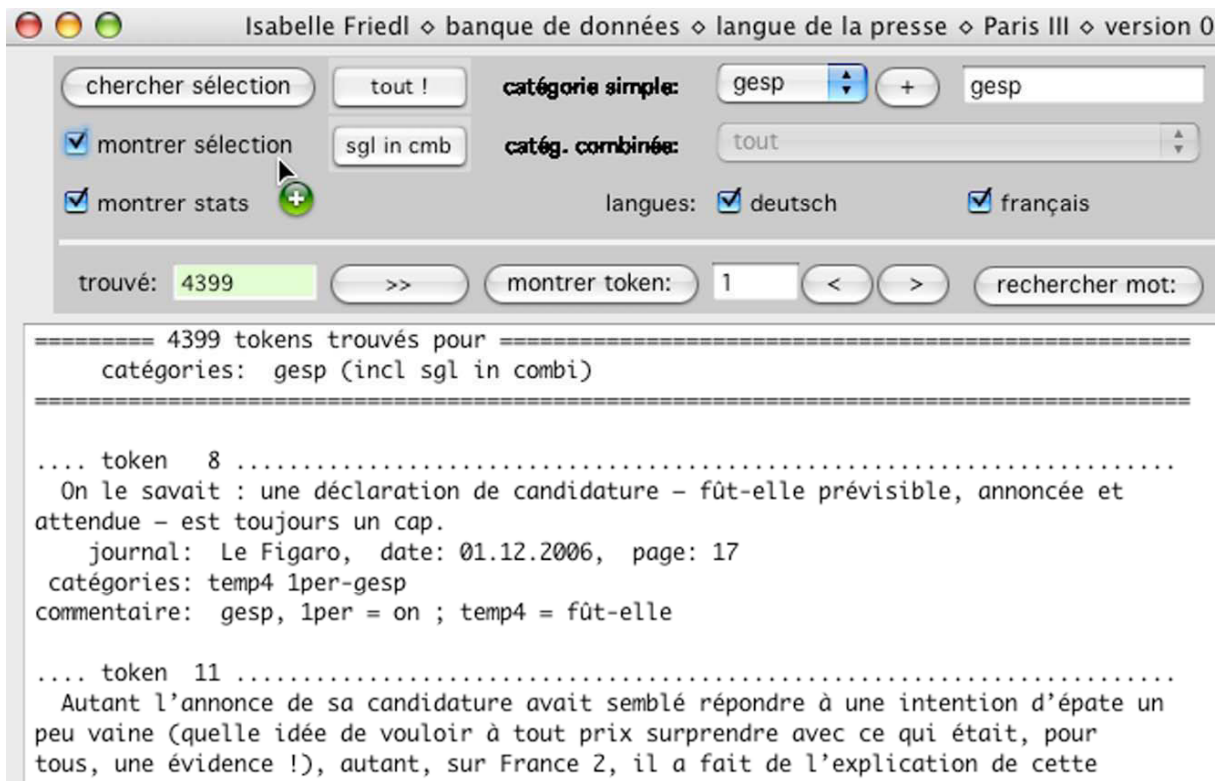 Isabelle Friedl ⋄ banque de données ⋄ langue de la presse ⋄ Paris III ⋄ version 0
chercher sélection tout ! catégorie simple: gesp + gesp
montrer sélection sgl in cmb catég. combinée: tout
montrer stats langues: deutsch français
trouvé: 4399 >> montrer token: 1 < > rechercher mot:
========= 4399 tokens trouvés pour ====================================================
catégories: gesp (incl sgl in combi)
=======================================================================================
.... token 8 .......................................................................
On le savait : une déclaration de candidature – fût-elle prévisible, annoncée et
attendue – est toujours un cap.
journal: Le Figaro, date: 01.12.2006, page: 17
catégories: temp4 1per-gesp
commentaire: gesp, 1per = on ; temp4 = fût-elle
.... token 11 .......................................................................
Autant l’annonce de sa candidature avait semblé répondre à une intention d’épate un
peu vaine (quelle idée de vouloir à tout prix surprendre avec ce qui était, pour
tous, une évidence !), autant, sur France 2, il a fait de l’explication de cette